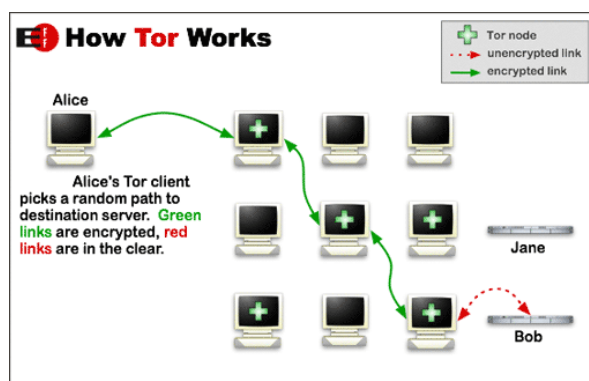 EFF How Tor Works
Tor node
unencrypted link
encrypted link
Alice
Alice's Tor client
picks a random path to
destination server. Green
links are encrypted, red
links are in the clear.
Jane
Bob